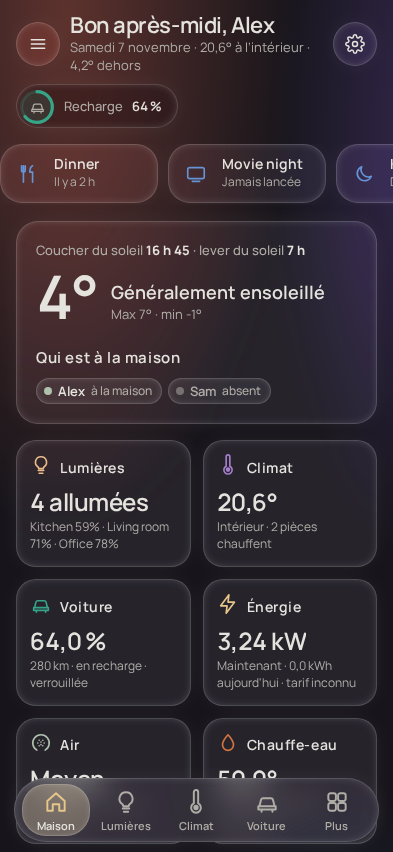 Bon après-midi, Alex
Samedi 7 novembre · 20,6° à l'intérieur ·
4,2° dehors
Recharge 64 %
Dinner
Il y a 2 h
Movie night
Jamais lancée
Coucher du soleil 16 h 45 · lever du soleil 7 h
4°
Généralement ensoleillé
Max 7° · min -1°
Qui est à la maison
Alex à la maison
Sam absent
Lumières
4 allumées
Kitchen 59% · Living room
71% · Office 78%
Climat
20,6°
Intérieur · 2 pièces
chauffent
Voiture
64,0 %
280 km · en recharge ·
verrouillée
Énergie
3,24 kW
Maintenant · 0,0 kWh
aujourd'hui · tarif inconnu
Air
Chauffe-eau
Maison
Lumières
Climat
Voiture
Plus